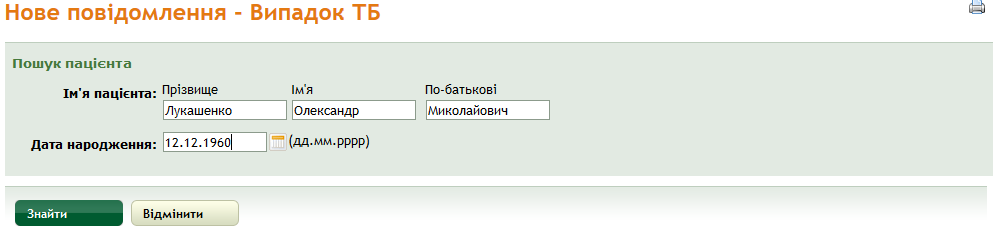 Нове повідомлення - Випадок ТБ
Пошук пацієнта
Прізвище Ім'я По-батькові
Ім'я пацієнта: Лукашенко Олександр Миколайович
Дата народження: 12.12.1960 (дд.мм.рррр)
Знайти Відмінити